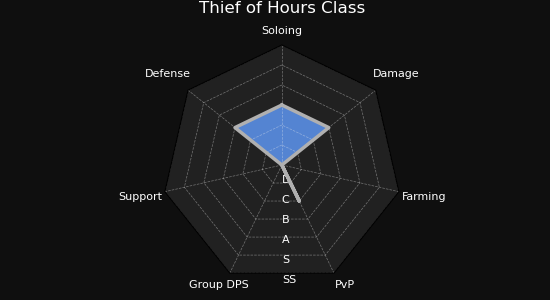 Thief of Hours Class
Soloing
Defense
Damage
Support
Farming
D
C
B
A
S
SS
Group DPS
PvP